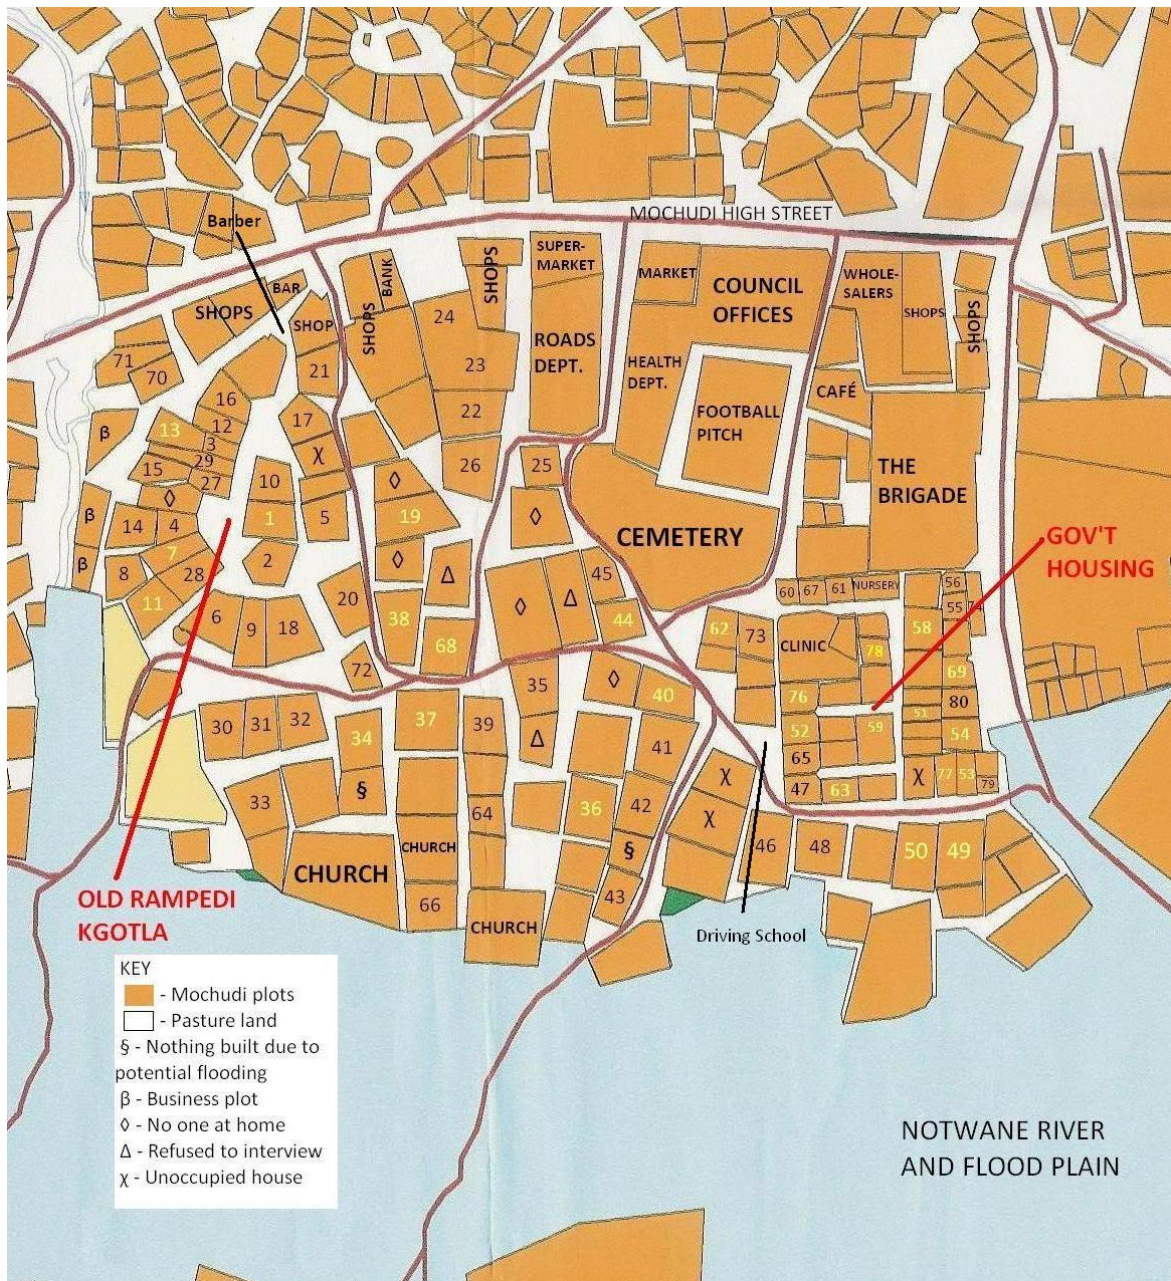 MOCHUDI HIGH STREET
Barber
BAR
SHOPS
SHOP
SHOPS
BANK
SHOPS
SUPER-
MARKET
ROADS
DEPT.
MARKET
COUNCIL
OFFICES
HEALTH
DEPT.
FOOTBALL
PITCH
WHOLE-
SALERS
SHOPS
SHOPS
CAFÉ
THE
BRIGADE
CEMETERY
GOV'T
HOUSING
71
70
16
21
24
23
22
26
25
β
13
12
3
15
29
27
17
χ
10
◊
19
β
14
4
◊
1
5
◊
7
2
◊
Δ
β
8
28
11
6
9
18
20
38
68
72
◊
Δ
45
44
60
67
61
NURSERY
56
55
74
62
73
CLINIC
58
78
69
76
80
51
52
59
54
65
47
63
χ
77
53
79
30
31
32
34
37
39
35
◊
40
Δ
41
33
§
64
36
42
χ
χ
CHURCH
CHURCH
66
CHURCH
§
43
46
48
50
49
Driving School
OLD RAMPEDI
KGOTLA
KEY
- Mochudi plots
- Pasture land
§ - Nothing built due to
potential flooding
β - Business plot
◊ - No one at home
Δ - Refused to interview
χ - Unoccupied house
NOTWANE RIVER
AND FLOOD PLAIN